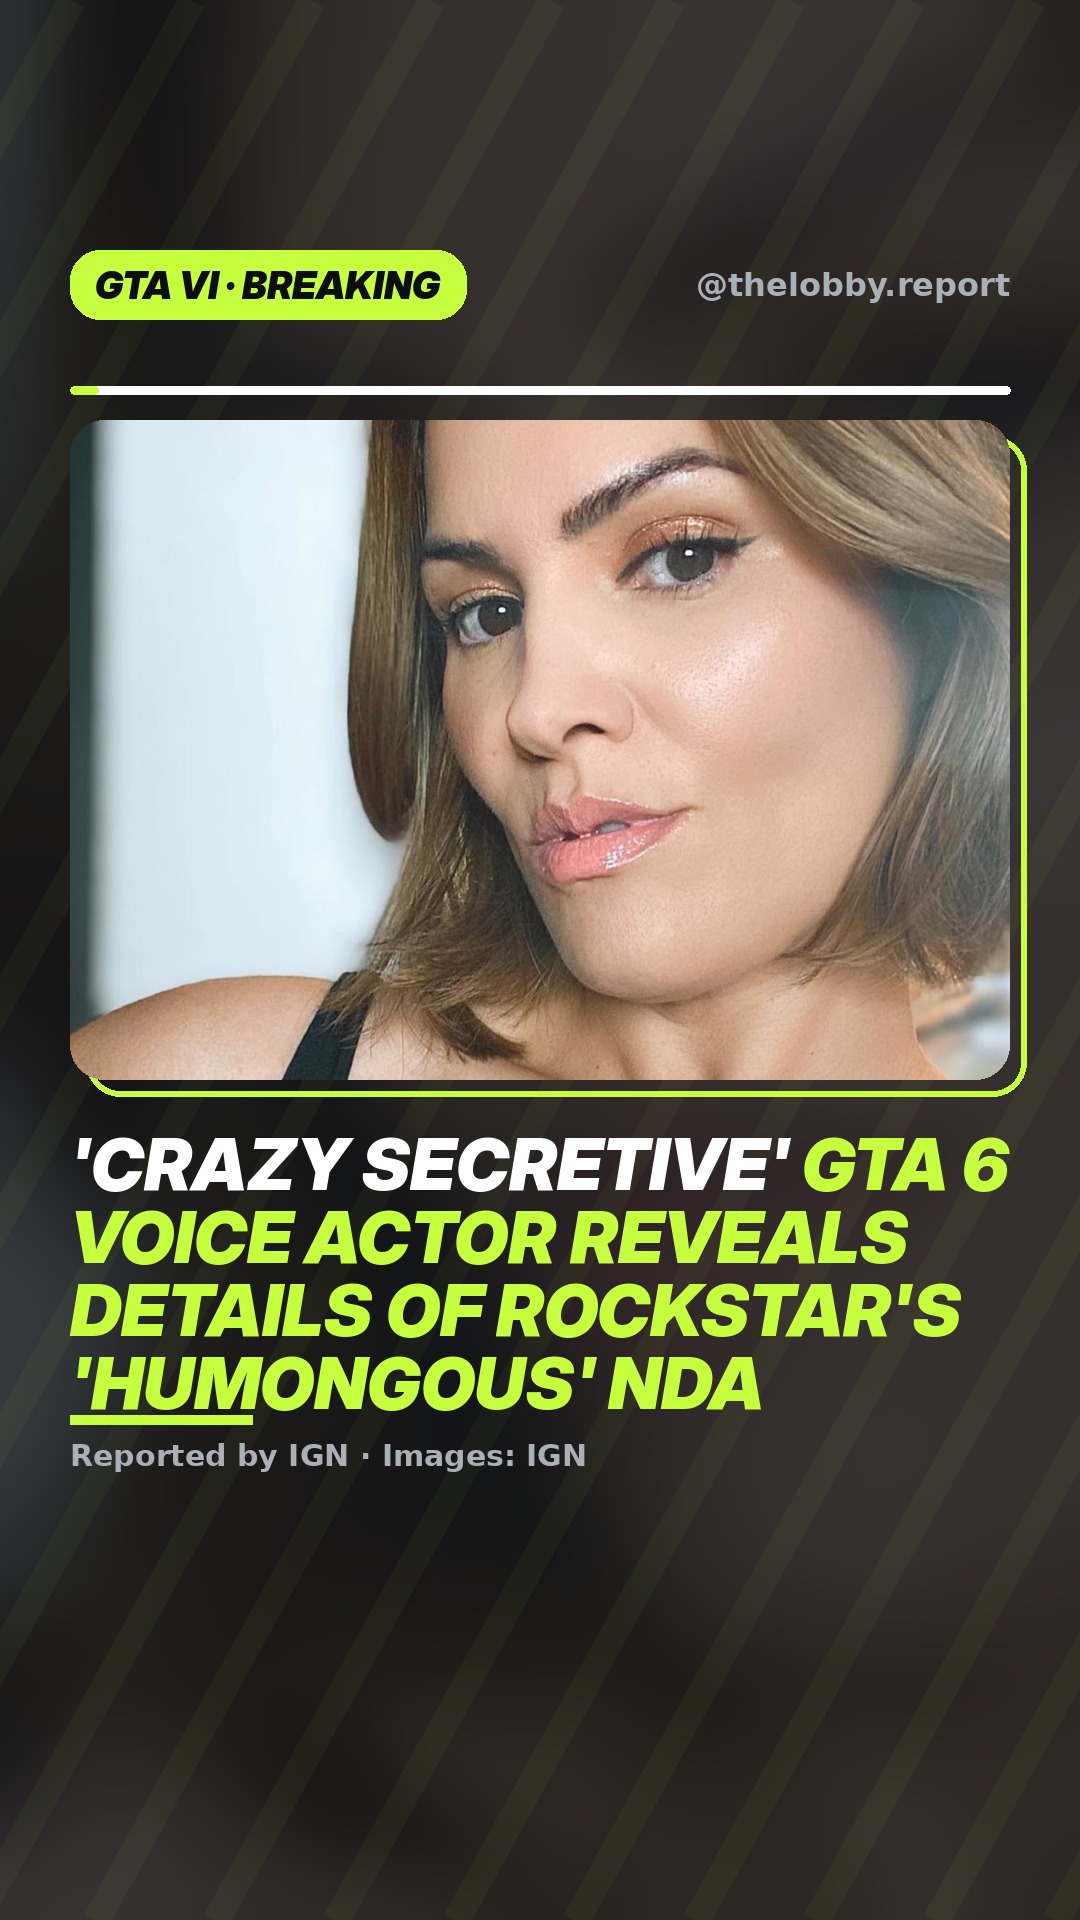 GTA VI · BREAKING
@thelobby.report
'CRAZY SECRETIVE' GTA 6
VOICE ACTOR REVEALS
DETAILS OF ROCKSTAR'S
'HUMONGOUS' NDA
Reported by IGN · Images: IGN